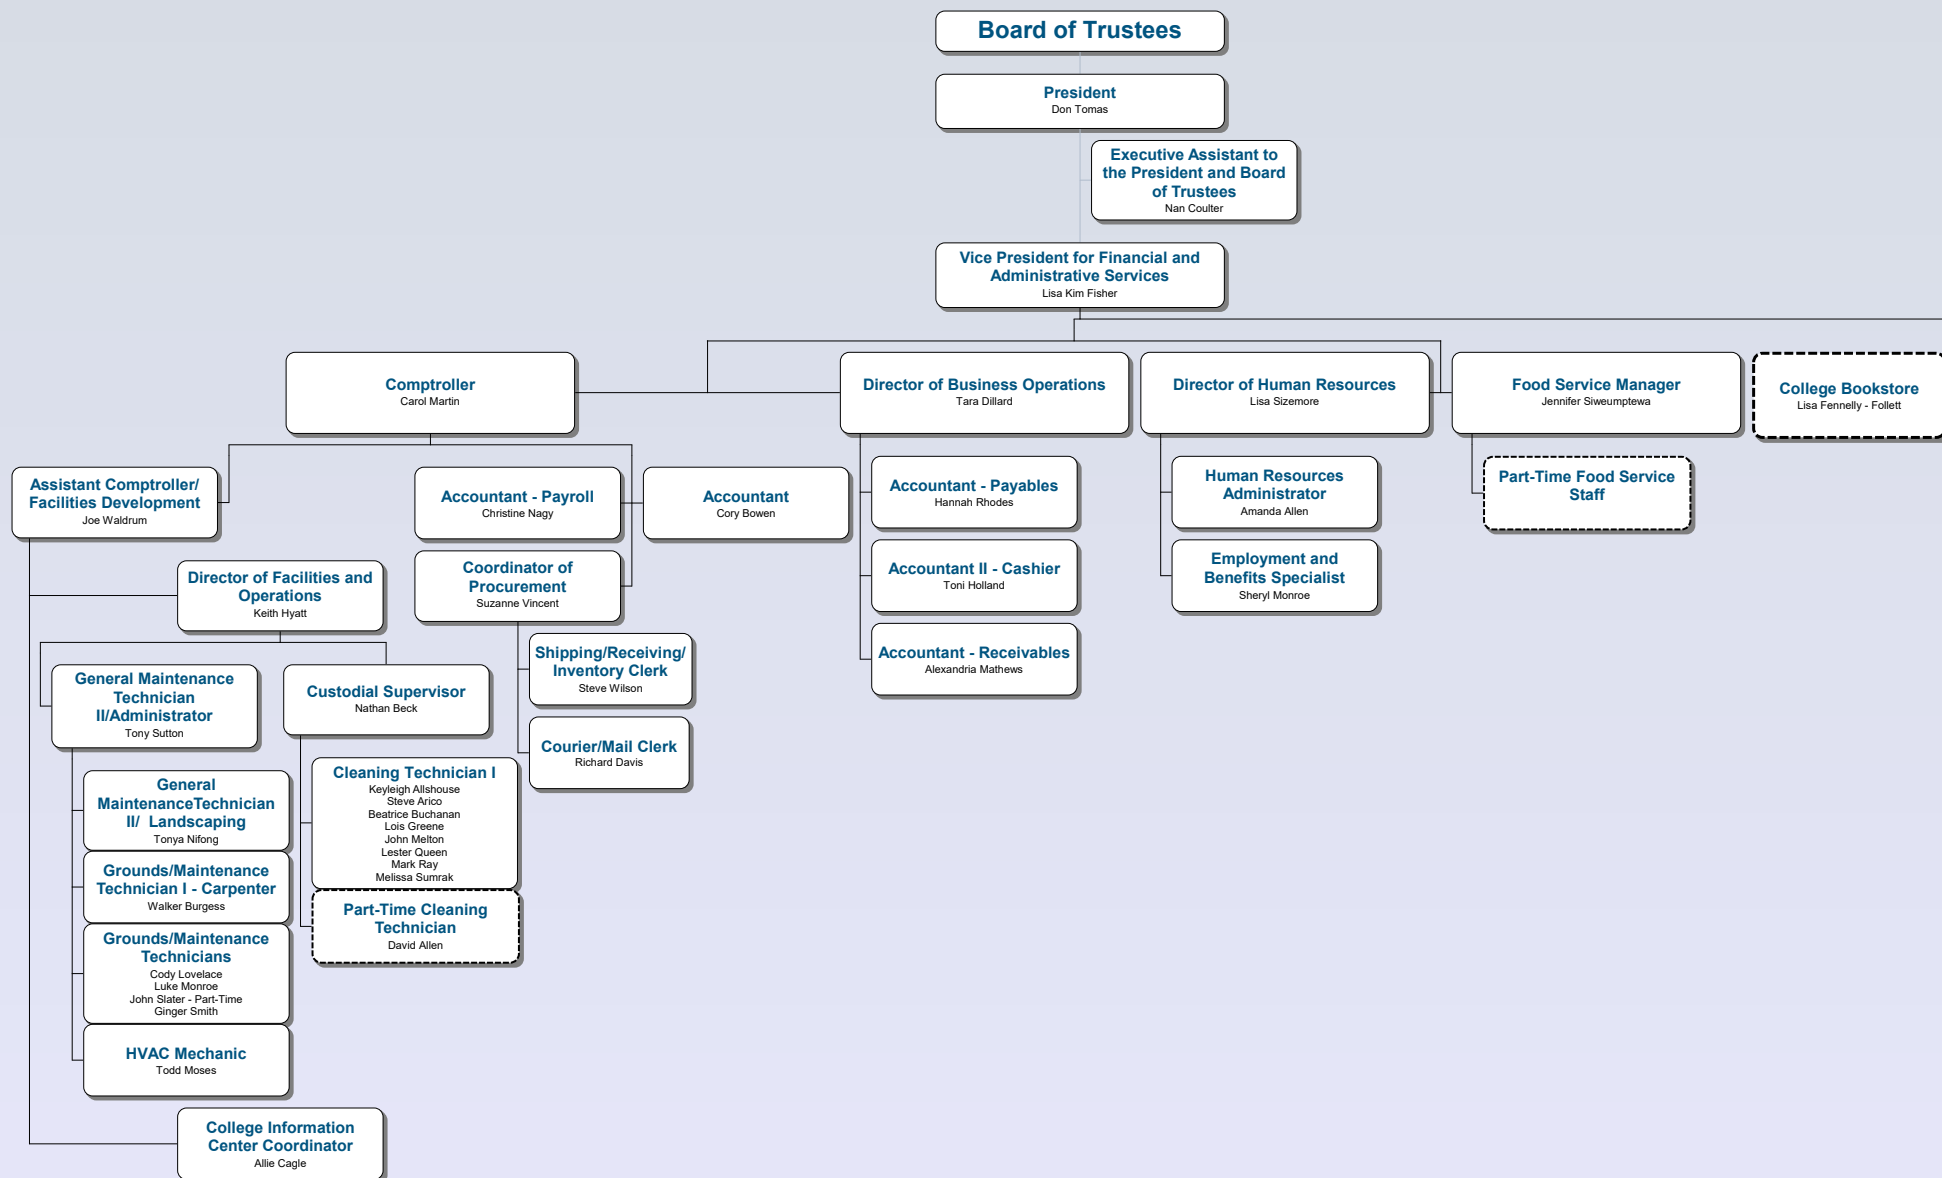 Board of Trustees
President
Don Tomas
Executive Assistant to
the President and Board
of Trustees
Nan Coulter
Vice President for Financial and
Administrative Services
Lisa Kim Fisher
Comptroller
Carol Martin
Director of Business Operations
Tara Dillard
Director of Human Resources
Lisa Sizemore
Food Service Manager
Jennifer Siweumptewa
College Bookstore
Lisa Fennelly - Follett
Assistant Comptroller/
Facilities Development
Joe Waldrum
Accountant - Payroll
Christine Nagy
Accountant
Cory Bowen
Accountant - Payables
Hannah Rhodes
Human Resources
Administrator
Amanda Allen
Part-Time Food Service
Staff
Director of Facilities and
Operations
Keith Hyatt
Coordinator of
Procurement
Suzanne Vincent
Accountant II - Cashier
Toni Holland
Employment and
Benefits Specialist
Sheryl Monroe
Shipping/Receiving/
Inventory Clerk
Steve Wilson
Accountant - Receivables
Alexandria Mathews
General Maintenance
Technician
II/Administrator
Tony Sutton
Custodial Supervisor
Nathan Beck
Courier/Mail Clerk
Richard Davis
General
MaintenanceTechnician
II/ Landscaping
Tonya Nifong
Cleaning Technician I
Keyleigh Allshouse
Steve Arico
Beatrice Buchanan
Lois Greene
John Melton
Lester Queen
Mark Ray
Melissa Sumrak
Grounds/Maintenance
Technician I - Carpenter
Walker Burgess
Part-Time Cleaning
Technician
David Allen
Grounds/Maintenance
Technicians
Cody Lovelace
Luke Monroe
John Slater - Part-Time
Ginger Smith
HVAC Mechanic
Todd Moses
College Information
Center Coordinator
Allie Cagle